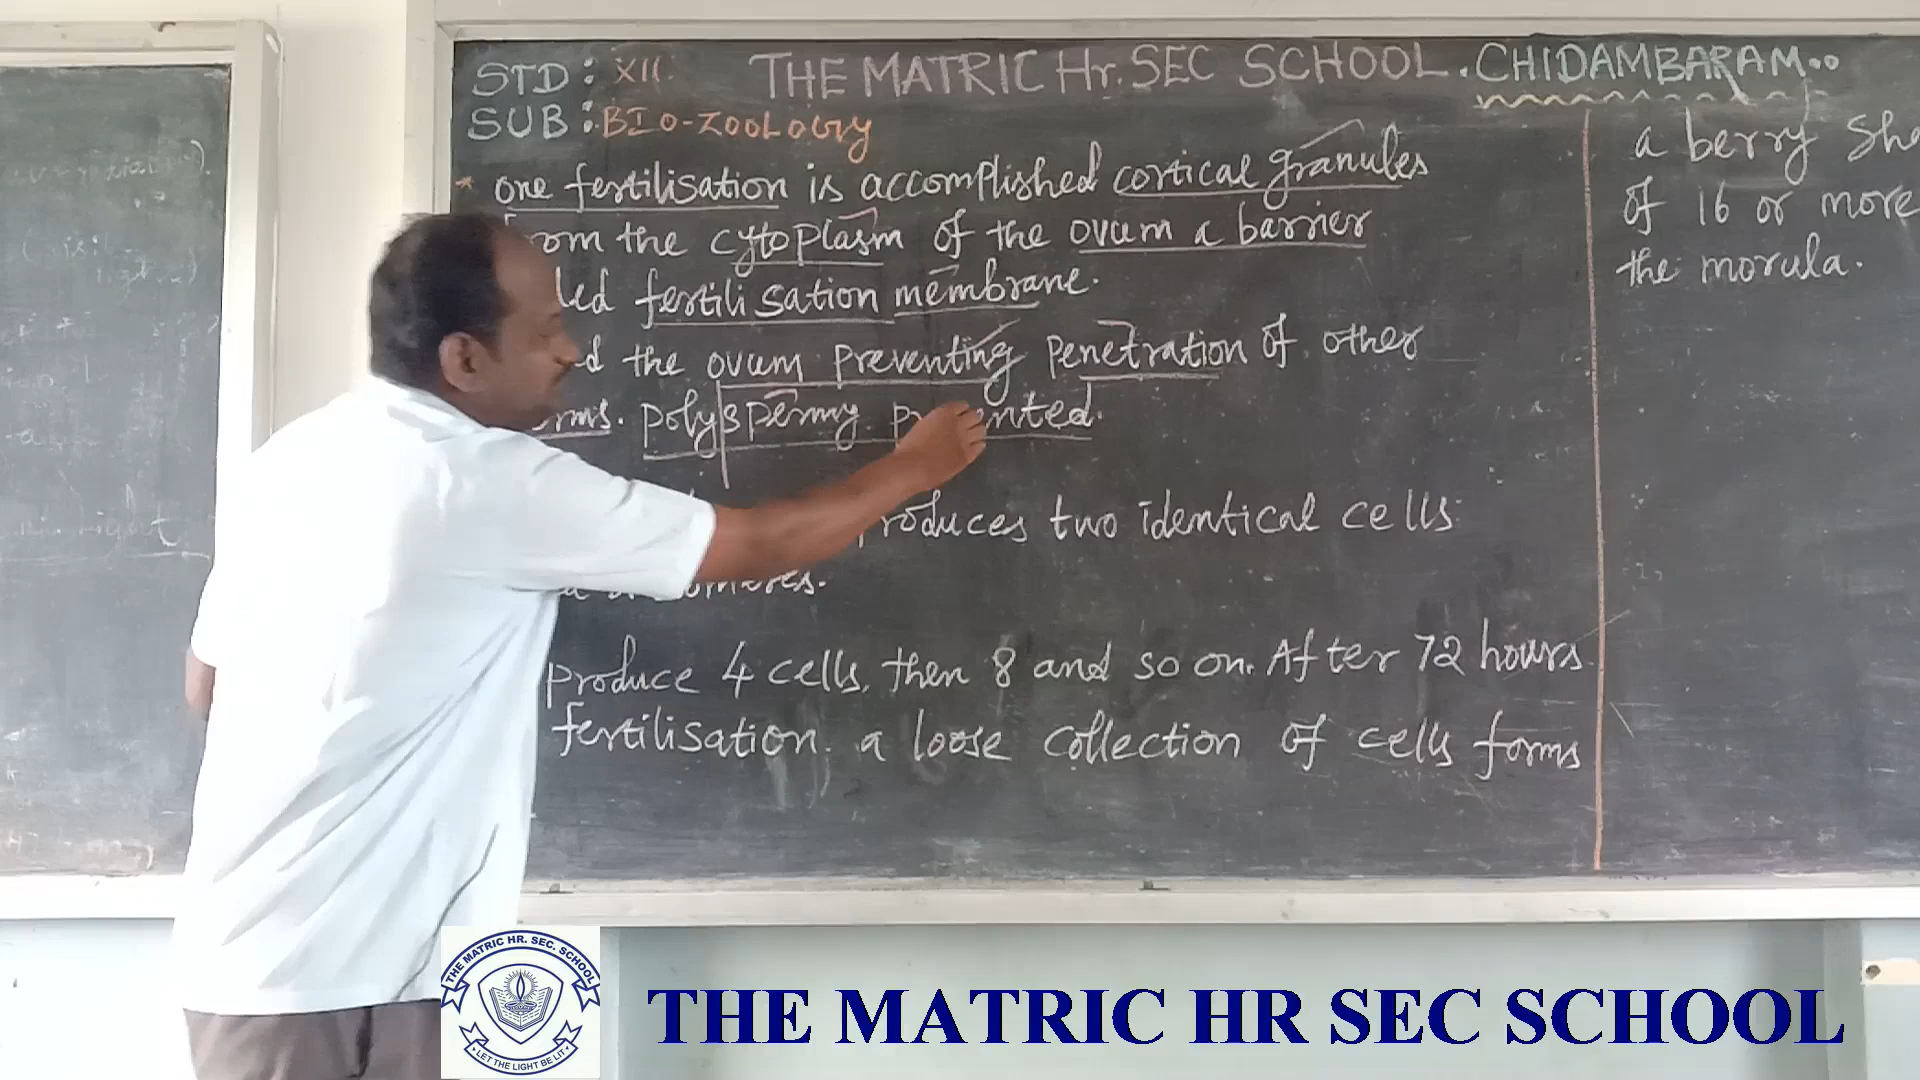 STD : XII.
THE MATRIC Hr. SEC SCHOOL. CHIDAMBARAM..
SUB : BIO-ZOOLOGY
* one fertilisation is accomplished cortical granules
the cytoplasm of the ovum a barrier
fertilisation membrane.
the ovum preventing penetration of other
polyspermy
two identical cells
produce 4 cells, then 8 and so on. After 72 hours
fertilisation. a loose collection of cells forms
a berry
of 16 or more
the morula.
THE MATRIC HR. SEC. SCHOOL
LET THE LIGHT BE LIT
THE MATRIC HR SEC SCHOOL